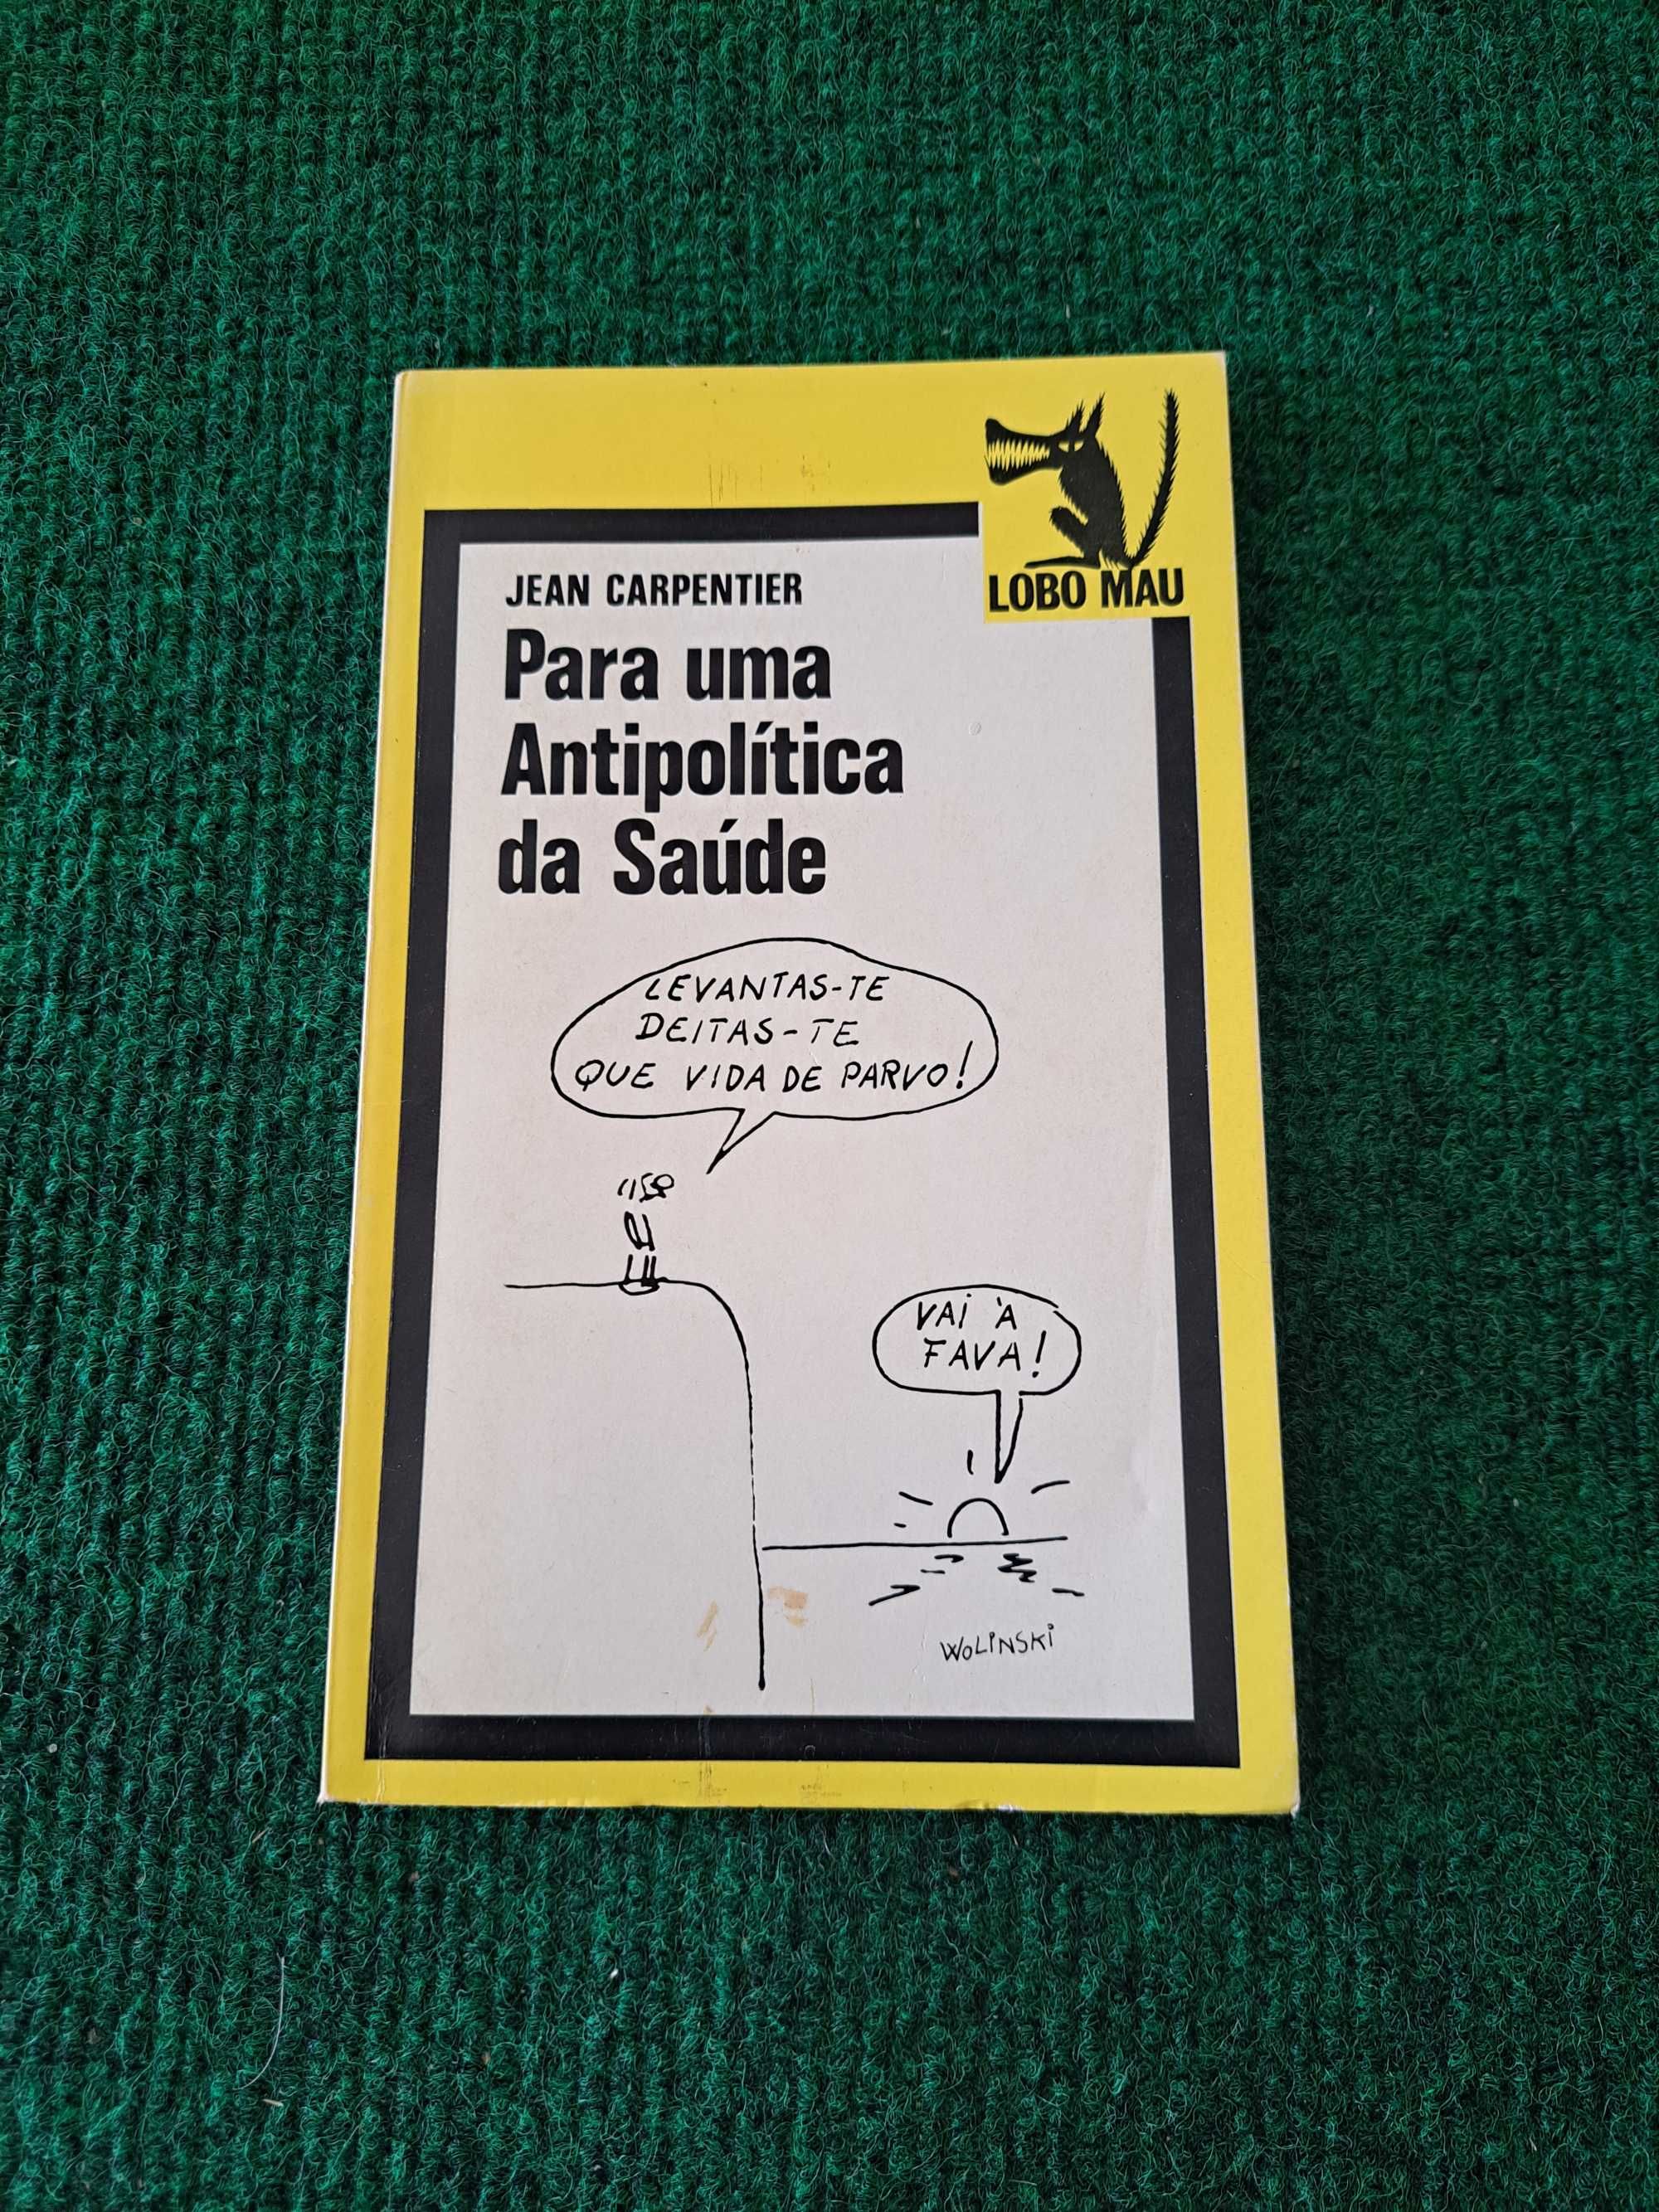 LOBO MAU
JEAN CARPENTIER
Para uma
Antipolítica
da Saúde
LEVANTAS-TE
DEITAS-TE
QUE VIDA DE PARVO!
VAI À
FAVA!
WOLINSKI